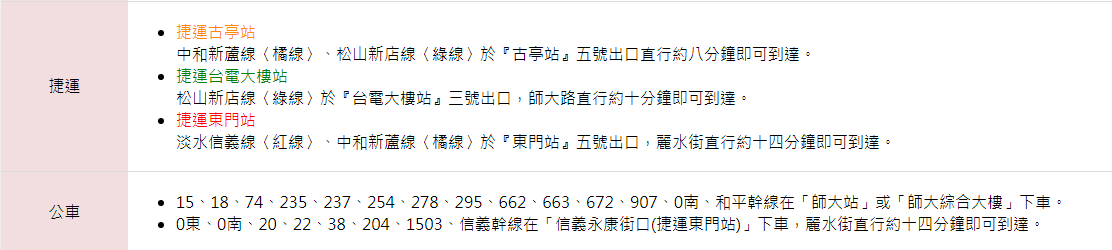 捷運
捷運古亭站
中和新蘆線〈橘線〉、松山新店線〈綠線〉於『古亭站』五號出口直行約八分鐘即可到達。
捷運台電大樓站
松山新店線〈綠線〉於『台電大樓站』三號出口，師大路直行約十分鐘即可到達。
捷運東門站
淡水信義線〈紅線〉、中和新蘆線〈橘線〉於『東門站』五號出口，麗水街直行約十四分鐘即可到達。
公車
15、18、74、235、237、254、278、295、662、663、672、907、0南、和平幹線在「師大站」或「師大綜合大樓」下車。
0東、0南、20、22、38、204、1503、信義幹線在「信義永康街口(捷運東門站)」下車，麗水街直行約十四分鐘即可到達。